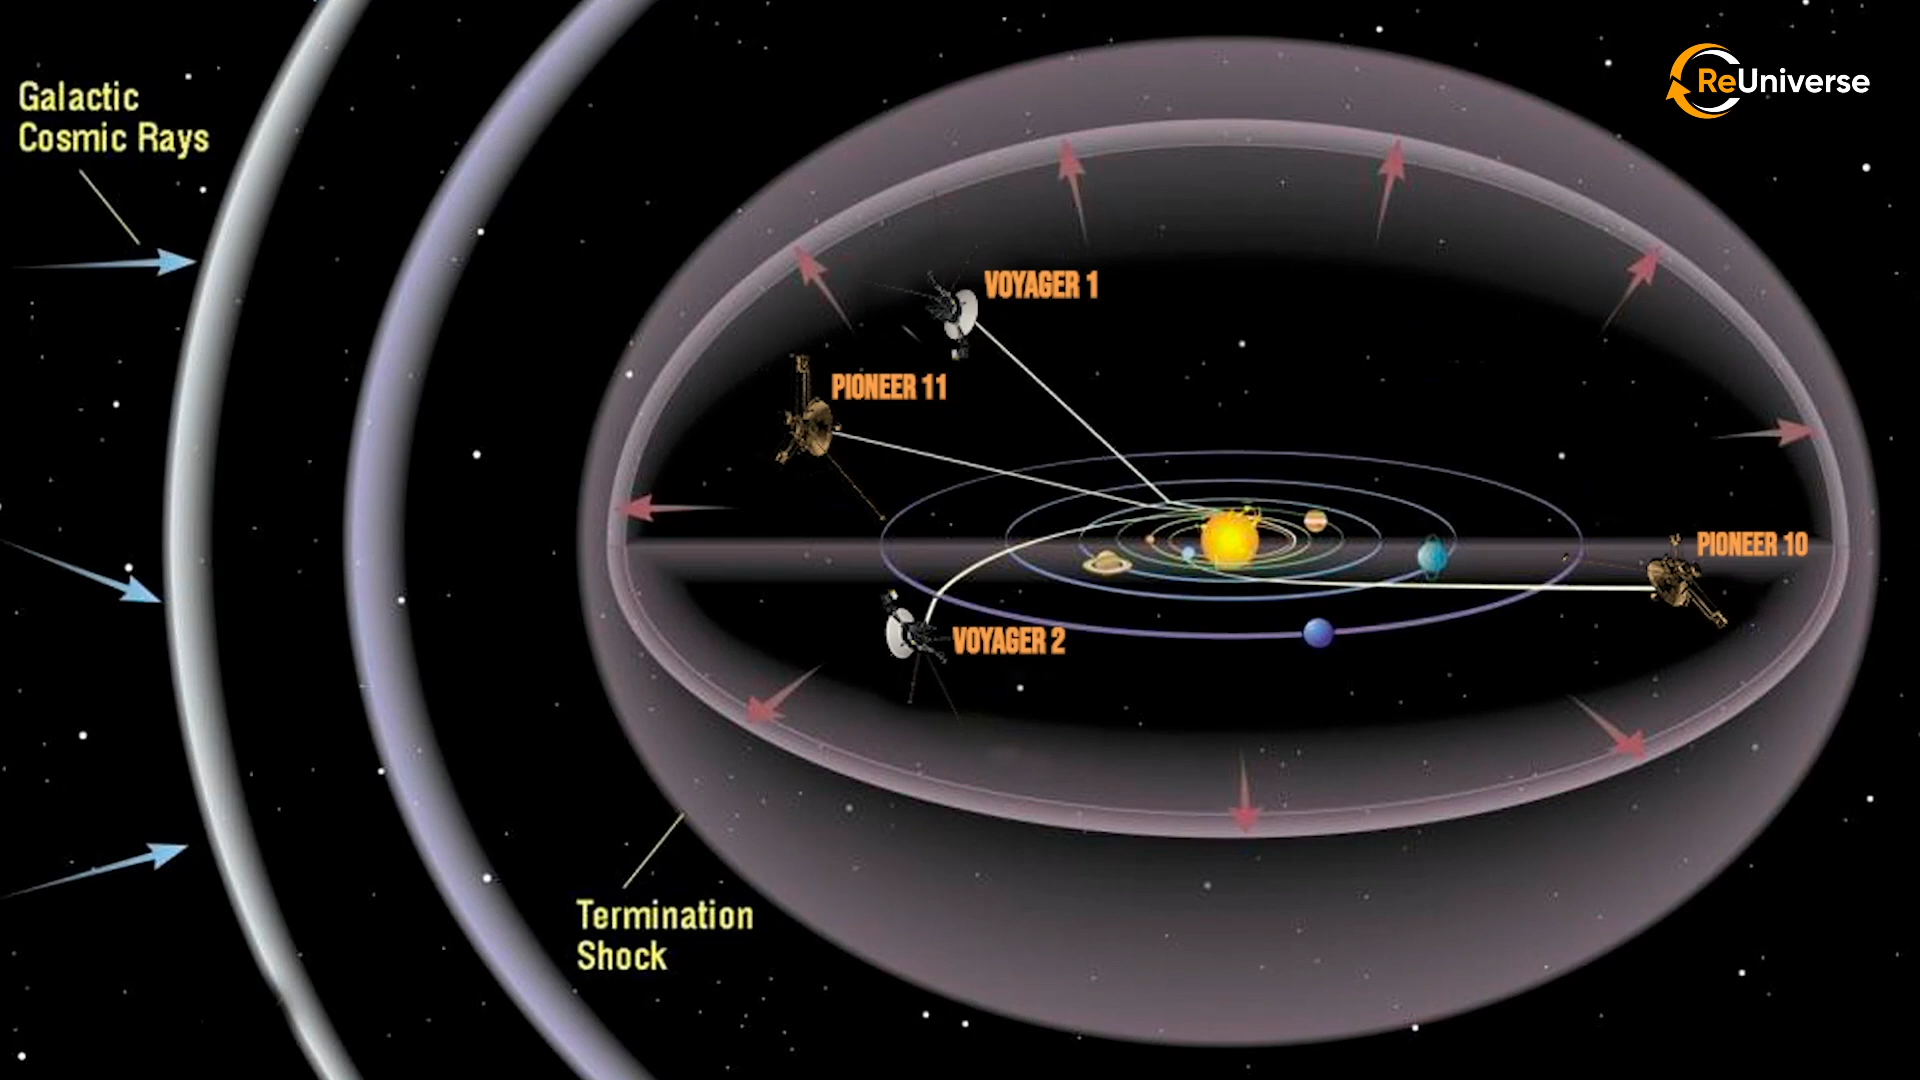 Galactic
Cosmic Rays
ReUniverse
VOYAGER 1
PIONEER 11
PIONEER 10
VOYAGER 2
Termination
Shock